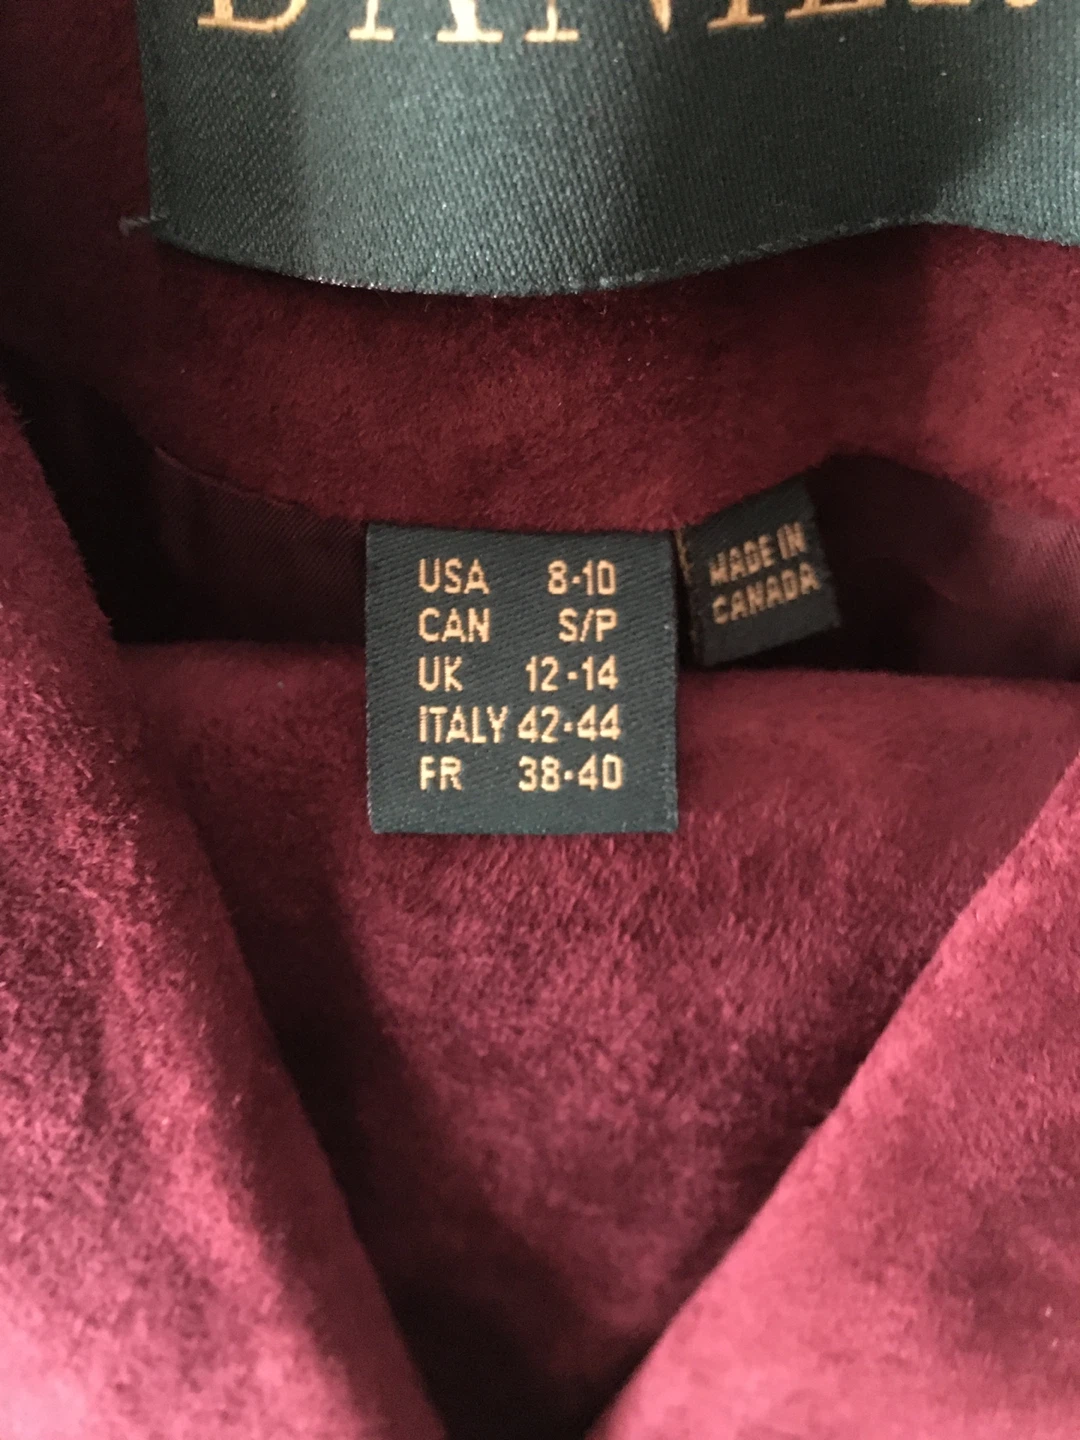 USA 8-10
CAN S/P
UK 12-14
ITALY 42-44
FR 38-40
MADE IN
CANADA